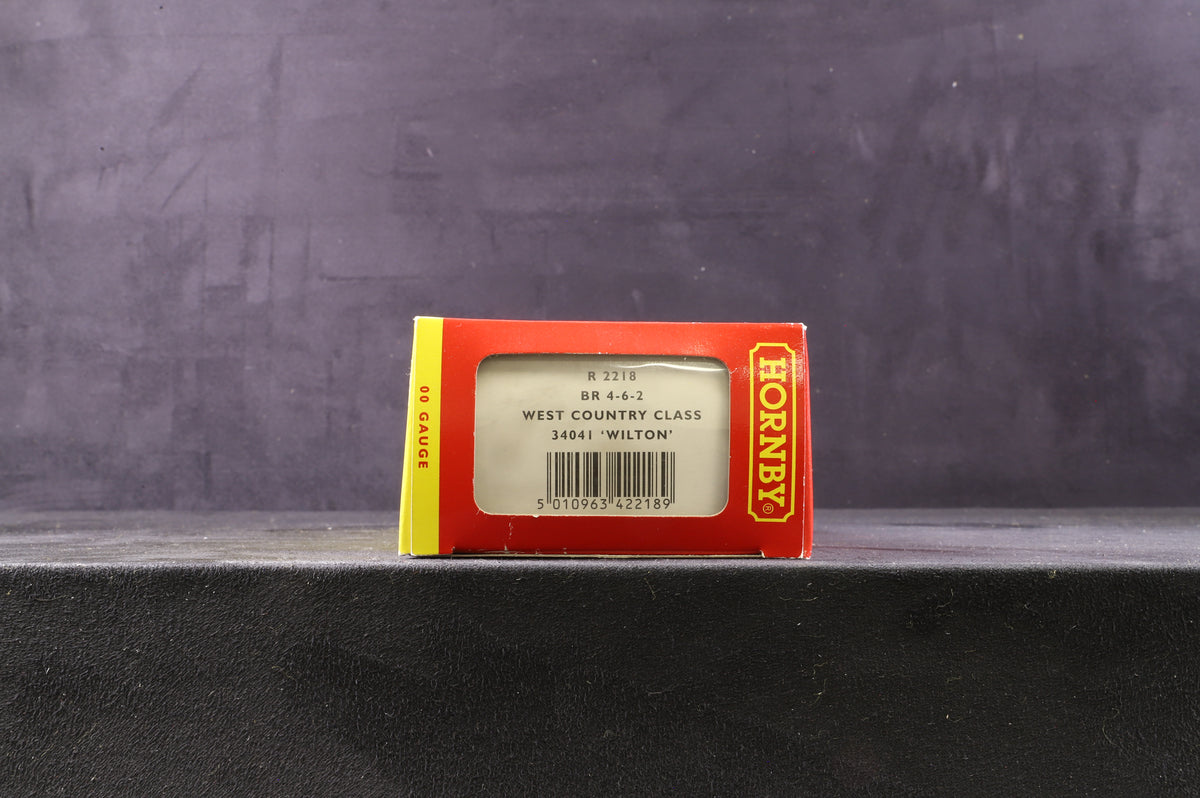 00 GAUGE
R 2218
BR 4-6-2
WEST COUNTRY CLASS
34041 ‘WILTON’
5 010963 422189
HORNBY®